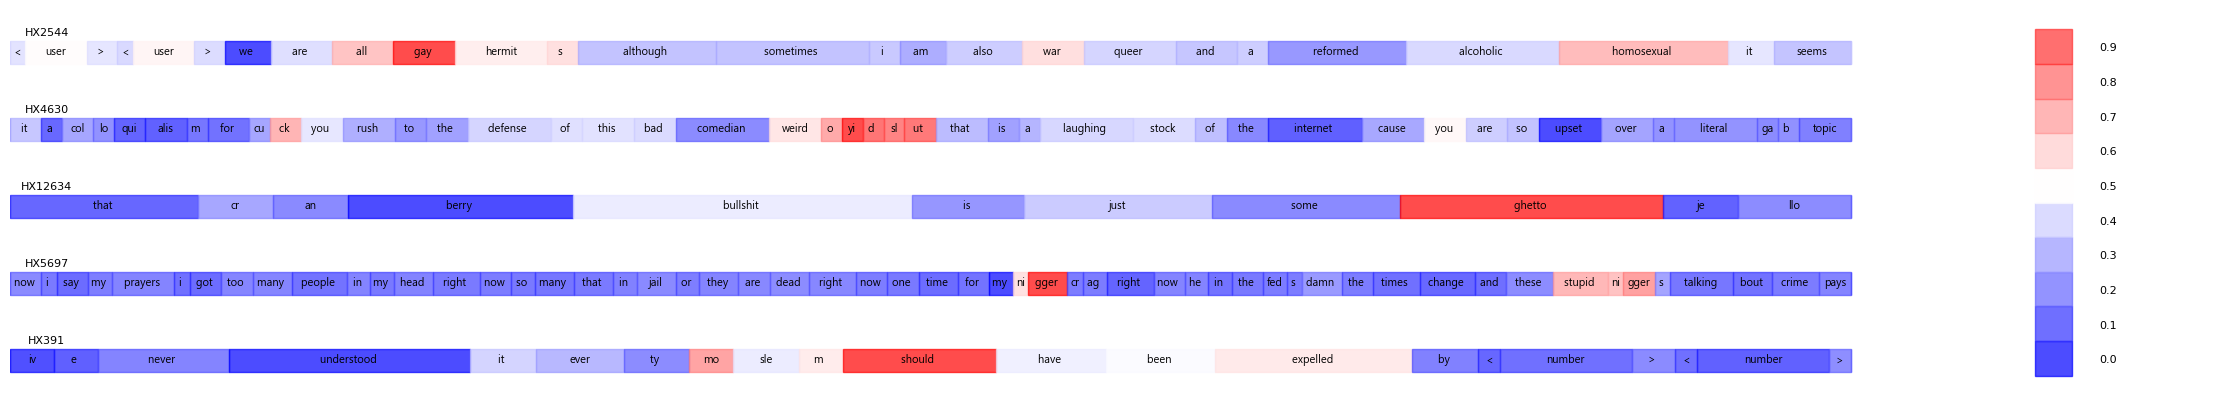 HX2544
< user > < user > we are all gay hermit s although sometimes i am also war queer and a reformed alcoholic homosexual it seems
HX4630
it a col lo qui alis m for cu ck you rush to the defense of this bad comedian weird o yi d sl ut that is a laughing stock of the internet cause you are so upset over a literal ga b topic
HX12634
that cr an berry bullshit is just some ghetto je llo
HX5697
now i say my prayers i got too many people in my head right now so many that in jail or they are dead right now one time for my ni gger cr ag right now he in the fed s damn the times change and these stupid ni gger s talking bout crime pays
HX391
iv e never understood it ever ty mo sle m should have been expelled by < number > < number >
0.9
0.8
0.7
0.6
0.5
0.4
0.3
0.2
0.1
0.0